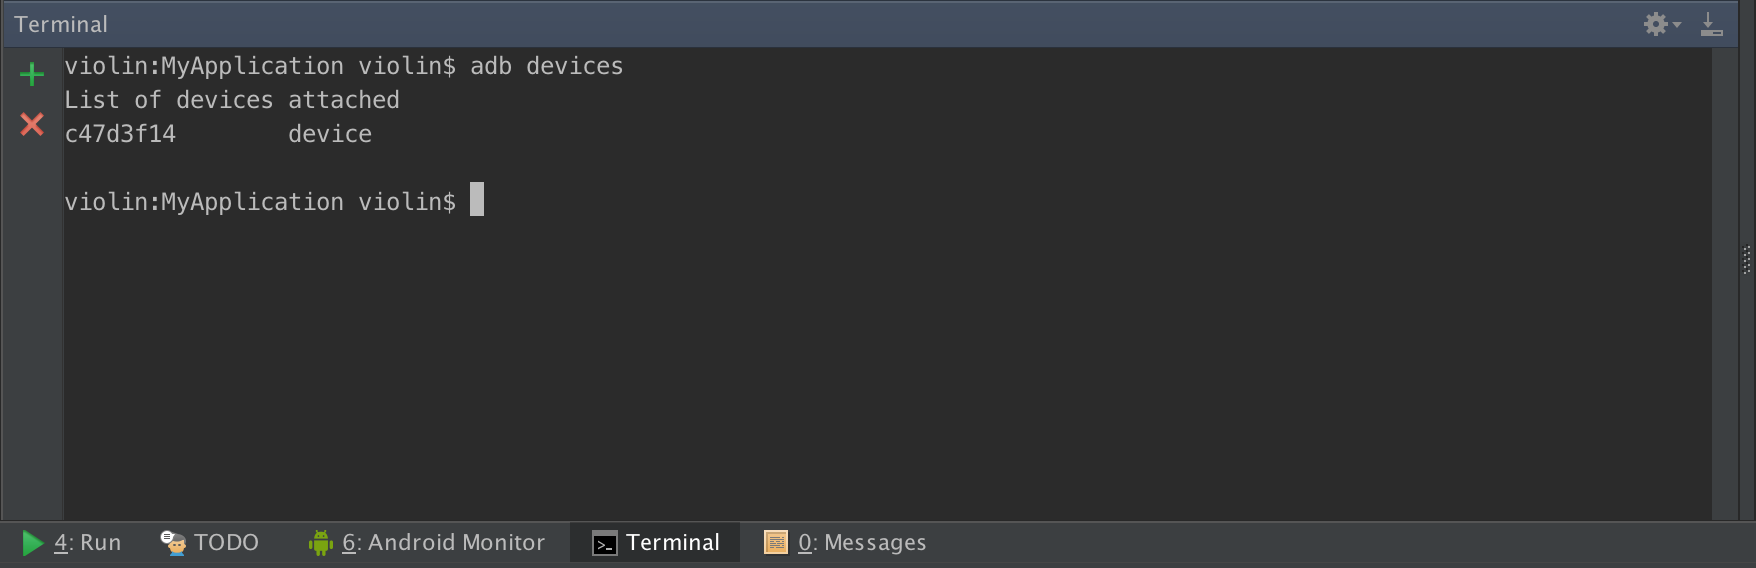 Terminal
violin:MyApplication violin$ adb devices
List of devices attached
c47d3f14        device
violin:MyApplication violin$
4: Run TODO 6: Android Monitor Terminal 0: Messages